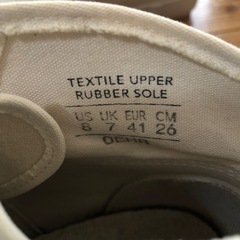 TEXTILE UPPER
RUBBER SOLE
US UK EUR CM
8 7 41 26